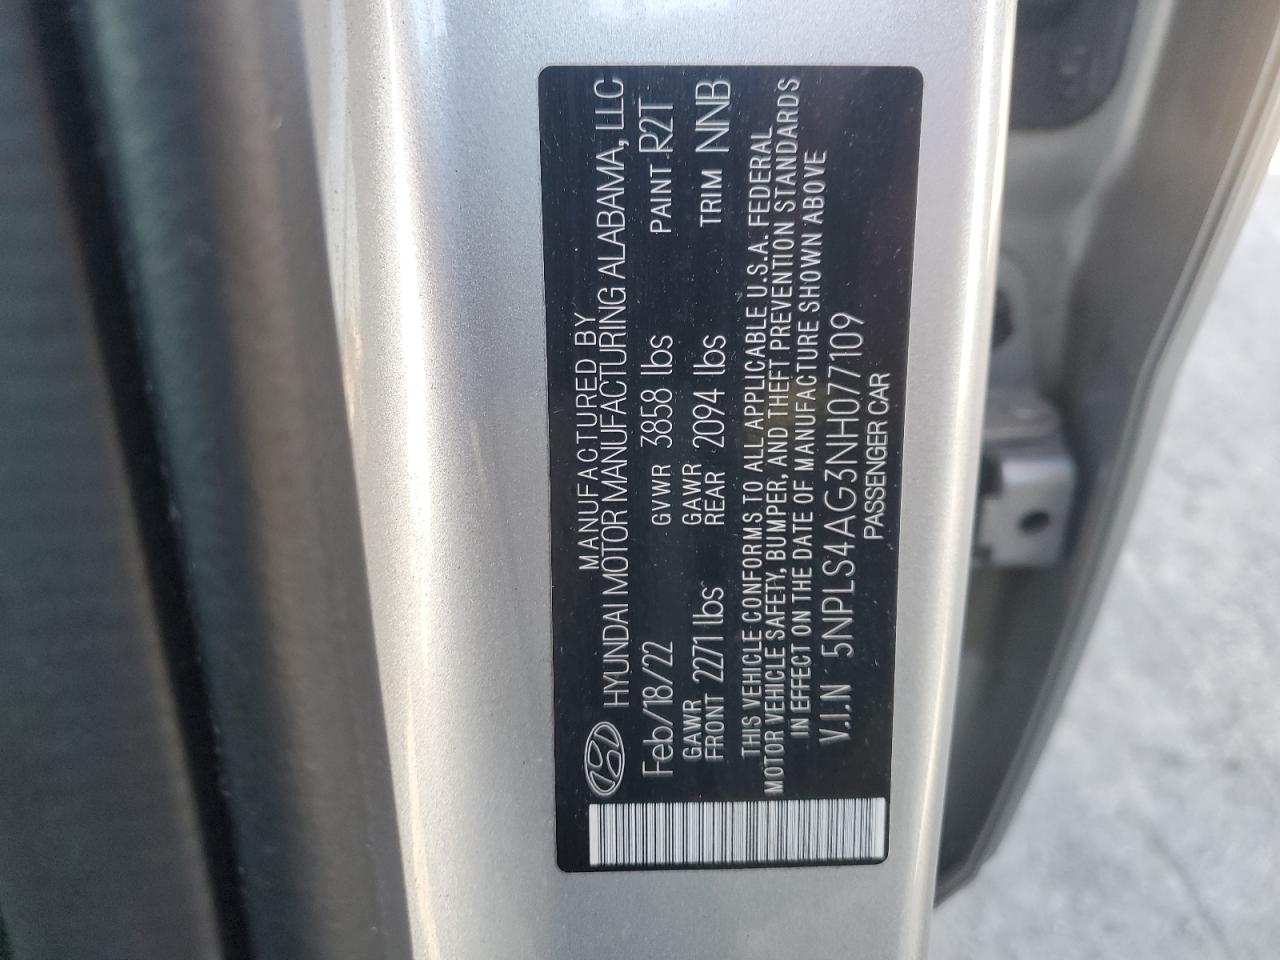 MANUFACTURED BY
HYUNDAI MOTOR MANUFACTURING ALABAMA, LLC
Feb/18/22 GVWR 3858 lbs PAINT R2T
GAWR FRONT 2271 lbs GAWR REAR 2094 lbs TRIM NNB
THIS VEHICLE CONFORMS TO ALL APPLICABLE U.S.A. FEDERAL
MOTOR VEHICLE SAFETY, BUMPER, AND THEFT PREVENTION STANDARDS
IN EFFECT ON THE DATE OF MANUFACTURE SHOWN ABOVE
V.I.N 5NPLS4AG3NH077109
PASSENGER CAR